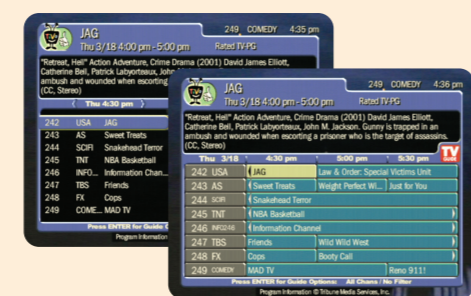 JAG
249 COMEDY 4:35 pm
Thu 3/18 4:00 pm - 5:00 pm Rated TV-PG
"Retreat, Hell" Action Adventure, Crime Drama (2001) David James Elliott,
Catherine Bell, Patrick Labyorteaux, John
ambush and wounded when escorting
(CC, Stereo)
Thu 4:30 pm
242 USA JAG
243 AS Sweet Treats
244 SCIFI Snakehead Terror
245 TNT NBA Basketball
246 INFO... Information Chan...
247 TBS Friends
248 FX Cops
249 COME... MAD TV
Press ENTER for Guide O
Program Information
JAG
249 COMEDY 4:36 pm
Thu 3/18 4:00 pm - 5:00 pm Rated TV-PG
"Retreat, Hell" Action Adventure, Crime Drama (2001) David James Elliott,
Catherine Bell, Patrick Labyorteaux, John M. Jackson. Gunny is trapped in an
ambush and wounded when escorting a prisoner who is the target of assassins.
(CC, Stereo)
TV
GUIDE
Thu 3/18 4:30 pm 5:00 pm 5:30 pm
242 USA JAG Law & Order: Special Victims Unit
243 AS Sweet Treats Weight Perfect Wi... Just for You
244 SCIFI Snakehead Terror
245 TNT NBA Basketball
246 INFO246 Information Channel
247 TBS Friends Wild Wild West
248 FX Cops Booty Call
249 COMEDY MAD TV Reno 911!
Press ENTER for Guide Options: All Chans / No Filter
Program Information © Tribune Media Services, Inc.